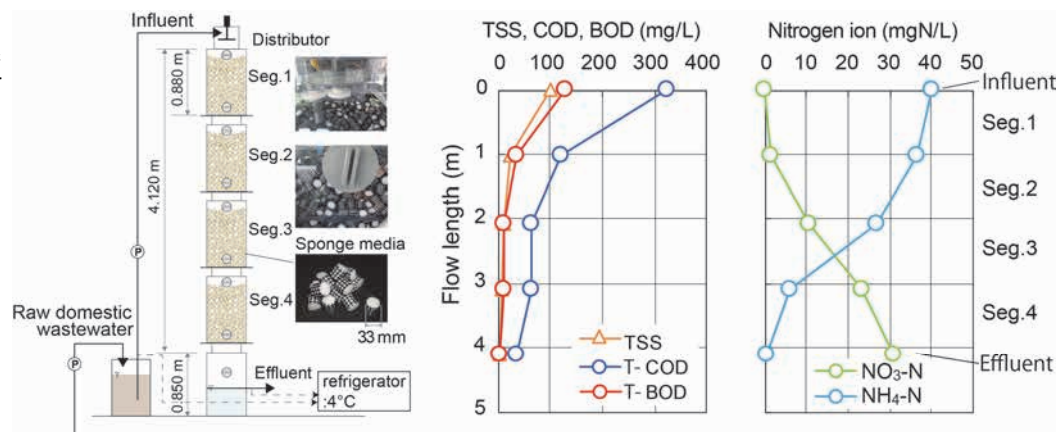 Influent
Distributor
Seg.1
Seg.2
Seg.3
Sponge media
Seg.4
33 mm
0.880 m
4.120 m
P
Raw domestic
wastewater
P
0.850 m
Effluent
refrigerator
:4°C
TSS, COD, BOD (mg/L)
0 100 200 300 400
Flow length (m)
0
1
2
3
4
5
TSS
T- COD
T- BOD
Nitrogen ion (mgN/L)
0 10 20 30 40 50
Influent
Seg.1
Seg.2
Seg.3
Seg.4
Effluent
NO3-N
NH4-N